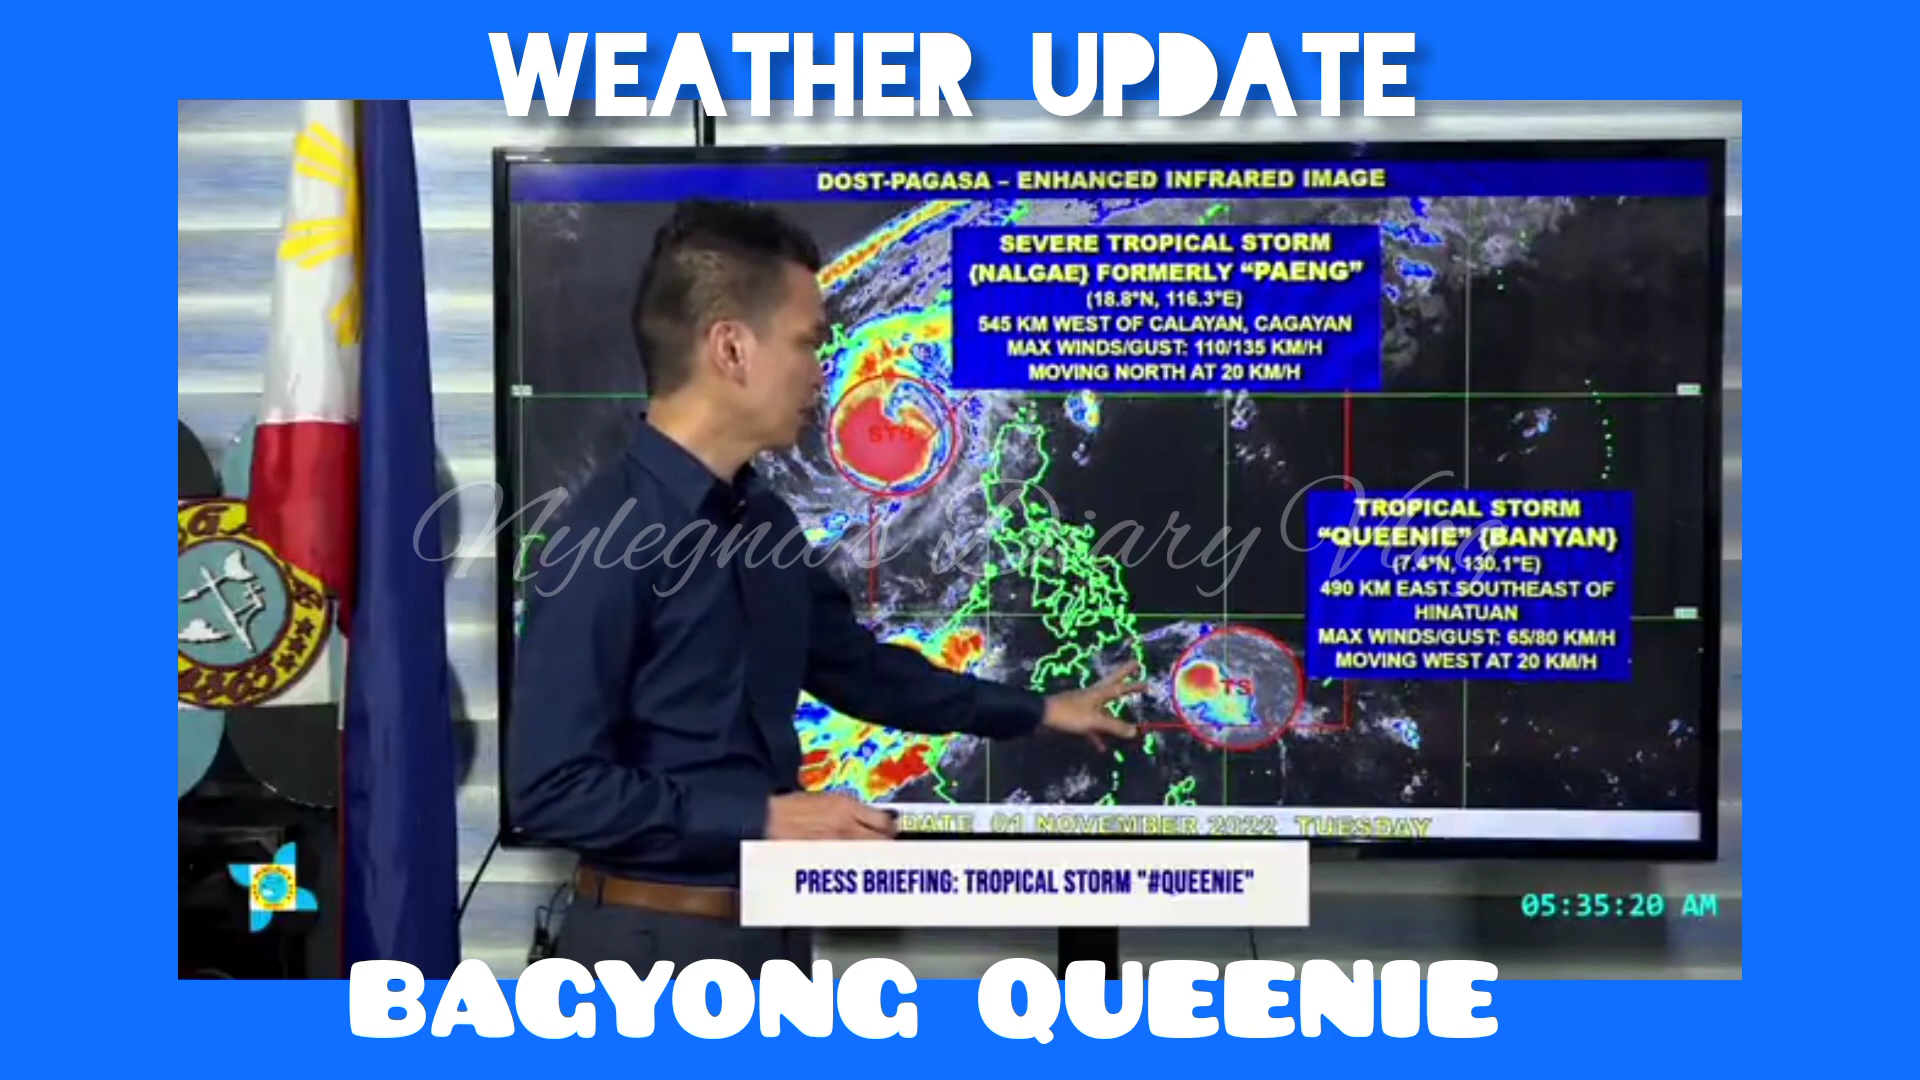 WEATHER UPDATE
DOST-PAGASA – ENHANCED INFRARED IMAGE
SEVERE TROPICAL STORM
{NALGAE} FORMERLY “PAENG”
(18.8°N, 116.3°E)
545 KM WEST OF CALAYAN, CAGAYAN
MAX WINDS/GUST: 110/135 KM/H
MOVING NORTH AT 20 KM/H
STS
Nylegna's Diary Vlog
TROPICAL STORM
“QUEENIE” {BANYAN}
(7.4°N, 130.1°E)
490 KM EAST SOUTHEAST OF
HINATUAN
MAX WINDS/GUST: 65/80 KM/H
MOVING WEST AT 20 KM/H
TS
1865
DATE 01 NOVEMBER 2022 TUESDAY
PRESS BRIEFING: TROPICAL STORM "#QUEENIE"
05:35:20 AM
BAGYONG QUEENIE